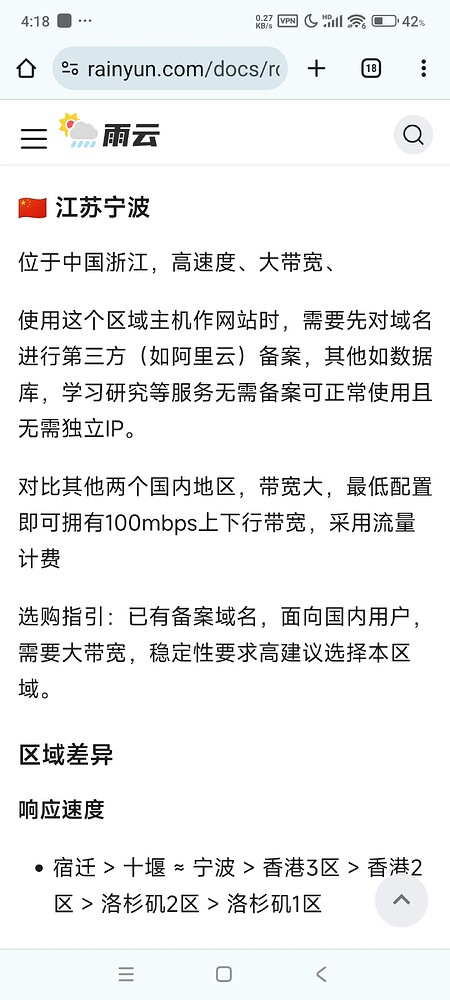 4:18
0.27
KB/s
VPN
HD
6
42%
rainyun.com/docs/rc
18
雨云
🇨🇳 江苏宁波
位于中国浙江，高速度、大带宽、
使用这个区域主机作网站时，需要先对域名
进行第三方（如阿里云）备案，其他如数据
库，学习研究等服务无需备案可正常使用且
无需独立IP。
对比其他两个国内地区，带宽大，最低配置
即可拥有100mbps上下行带宽，采用流量
计费
选购指引：已有备案域名，面向国内用户，
需要大带宽，稳定性要求高建议选择本区
域。
区域差异
响应速度
• 宿迁 > 十堰 ≈ 宁波 > 香港3区 > 香港2
区 > 洛杉矶2区 > 洛杉矶1区